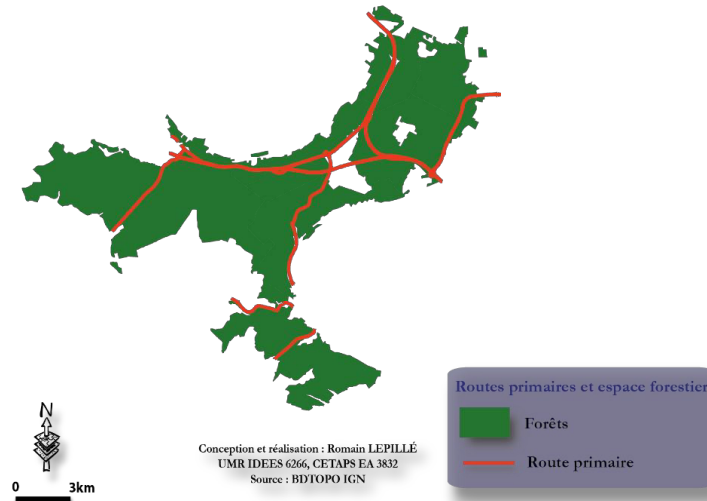 Routes primaires et espace forestier
Forêts
Route primaire
N
0 3km
Conception et réalisation : Romain LEPILLÉ
UMR IDEES 6266, CETAPS EA 3832
Source : BDTOPO IGN